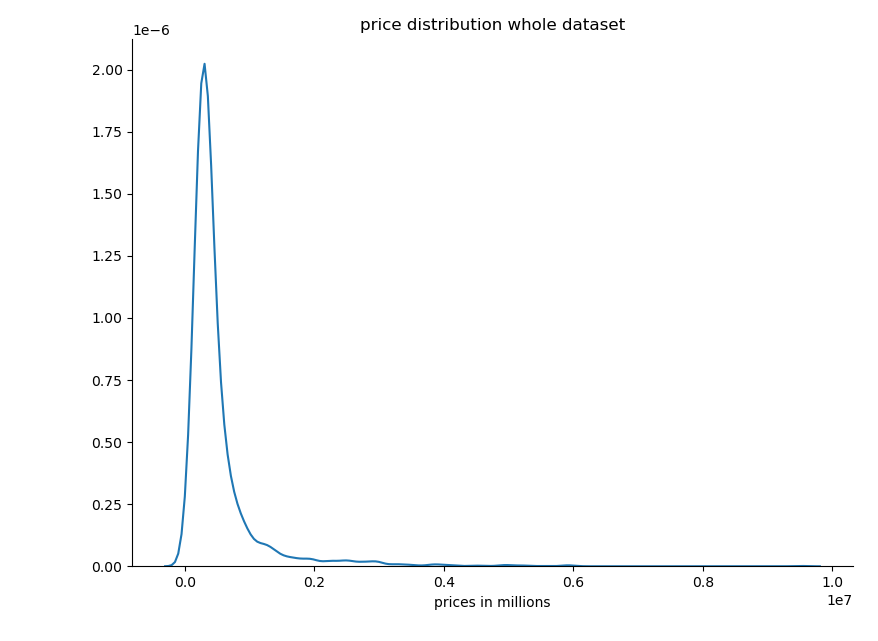 price distribution whole dataset
1e−6
2.00
1.75
1.50
1.25
1.00
0.75
0.50
0.25
0.00
0.0 0.2 0.4 0.6 0.8 1.0
1e7
prices in millions